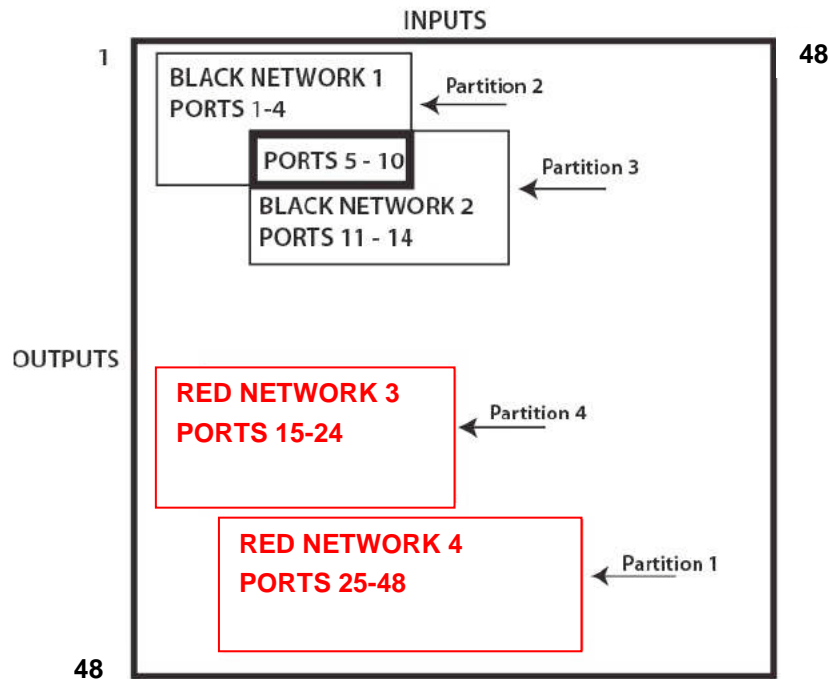 INPUTS
1
48
BLACK NETWORK 1
PORTS 1-4
Partition 2
PORTS 5 - 10
Partition 3
BLACK NETWORK 2
PORTS 11 - 14
OUTPUTS
RED NETWORK 3
PORTS 15-24
Partition 4
RED NETWORK 4
PORTS 25-48
Partition 1
48